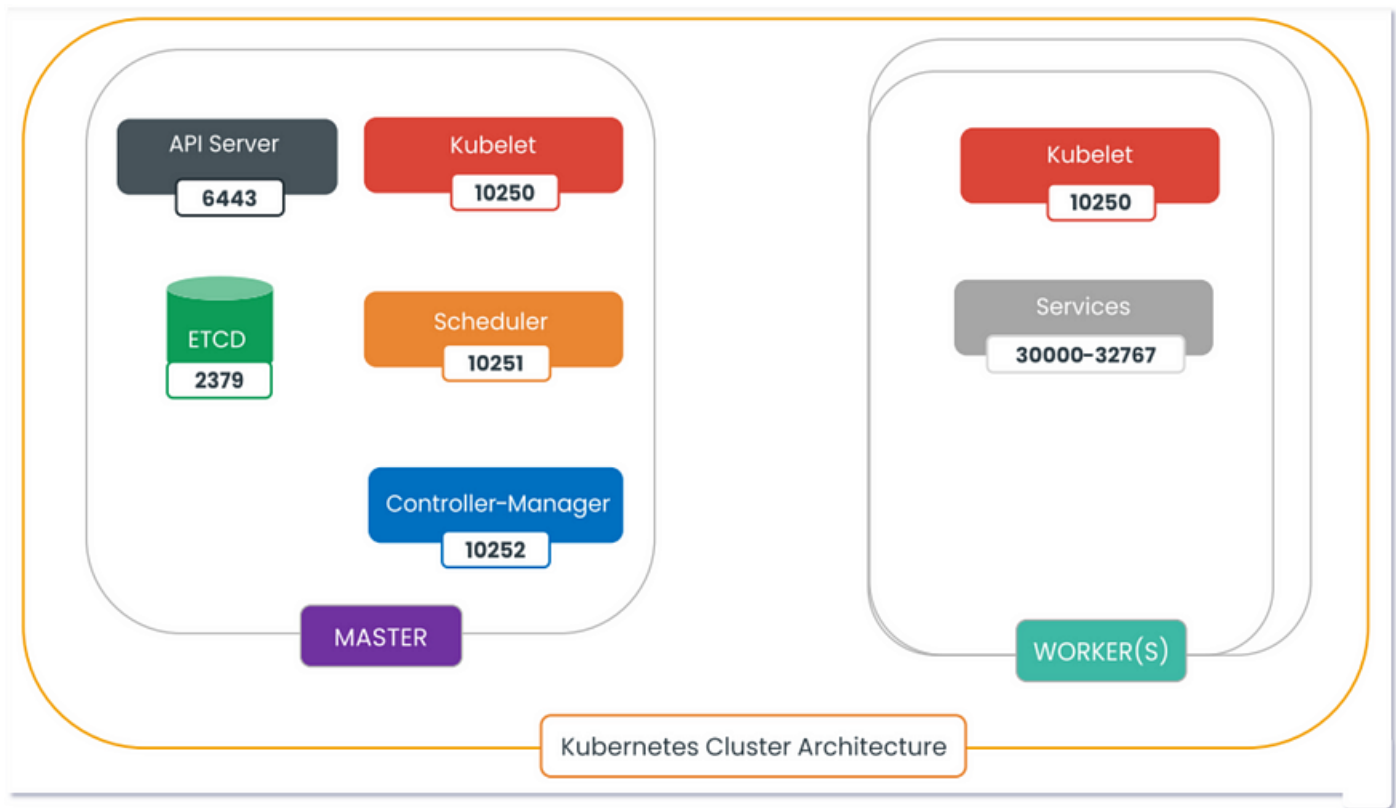 API Server
6443
Kubelet
10250
ETCD
2379
Scheduler
10251
Controller-Manager
10252
MASTER
Kubelet
10250
Services
30000-32767
WORKER(S)
Kubernetes Cluster Architecture